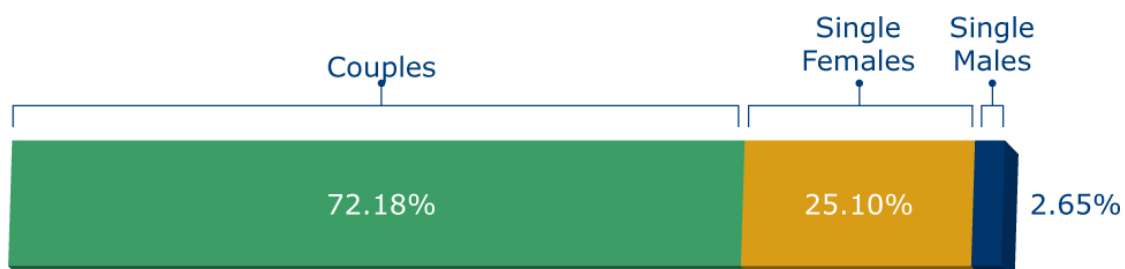 Couples
Single
Females
Single
Males
72.18%
25.10%
2.65%